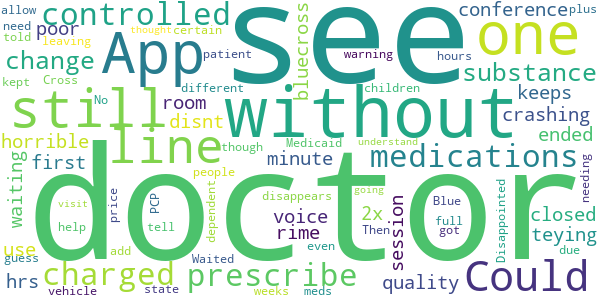 allow
controlled
need
told
poor
leaving
change
kept
Cross
still
horrible
first
waiting
hrs
use
guess
vehicle
App
thought
certain
patient
No
different
room
disnt
line
though
Medicaid
minute
PCP
price
visit
help
tell
add
charged
state
weeks
meds
prescribe
Waited
see
doctor
without
bluecross
warning
hours
children
people
dependent
disappears
voice
rime
Then
even
2x
session
full
got
conference
plus
one
substance
keeps
crashing
medications
ended
understand
going
Blue
Disappointed
closed
teying
due
needing
quality
Could